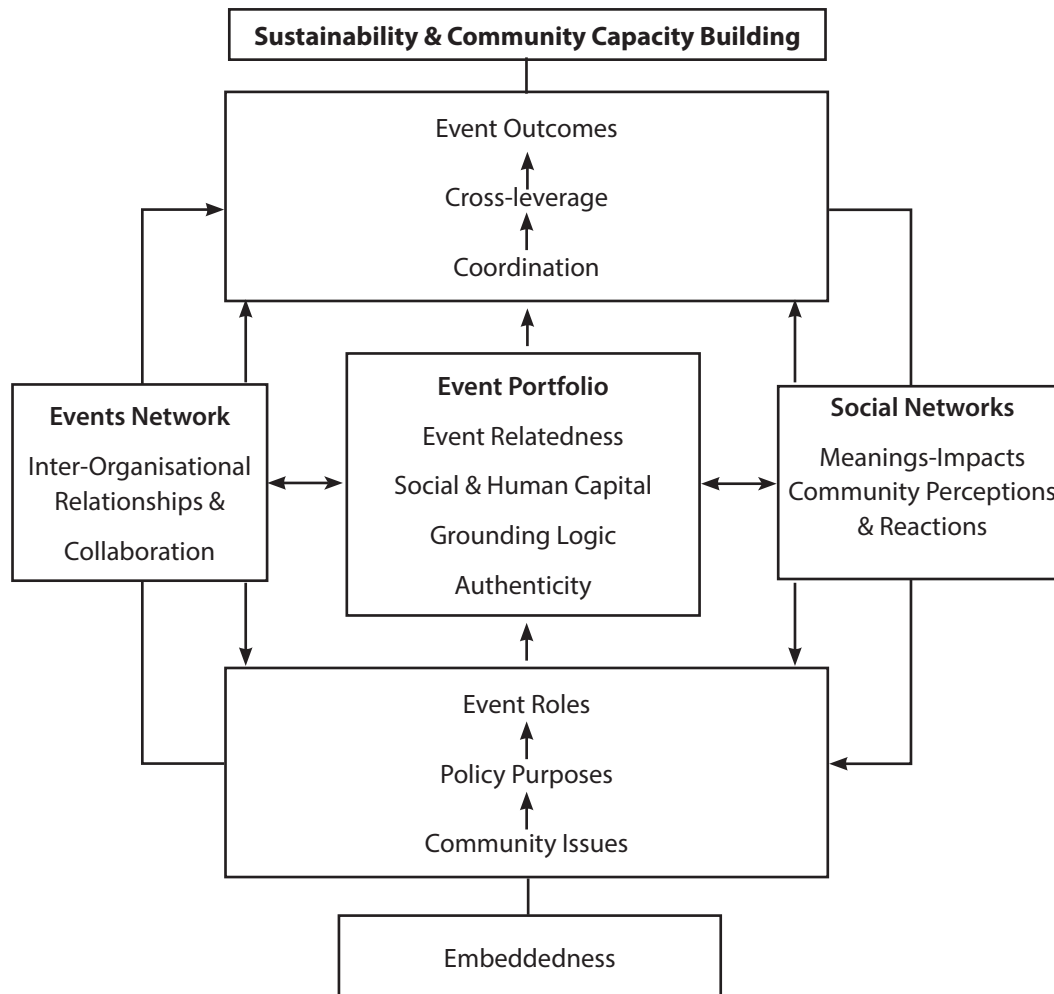 Sustainability & Community Capacity Building
Event Outcomes
Cross-leverage
Coordination
Events Network
Inter-Organisational
Relationships &
Collaboration
Event Portfolio
Event Relatedness
Social & Human Capital
Grounding Logic
Authenticity
Social Networks
Meanings-Impacts
Community Perceptions
& Reactions
Event Roles
Policy Purposes
Community Issues
Embeddedness